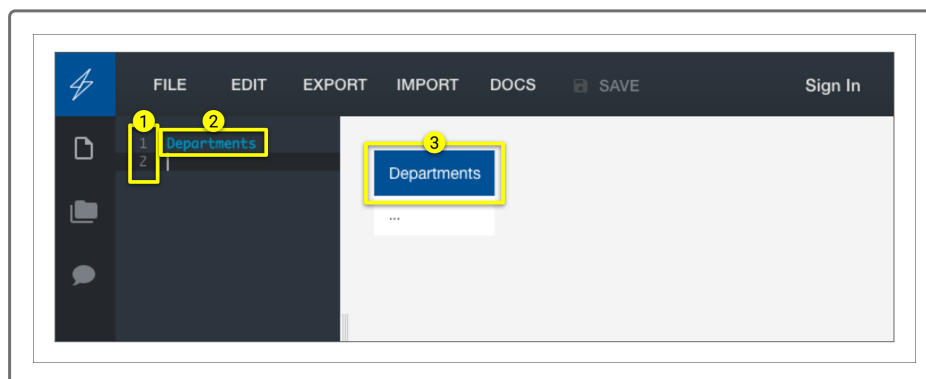 FILE EDIT EXPORT IMPORT DOCS SAVE Sign In
1 2
1 Departments
2
3
Departments
...